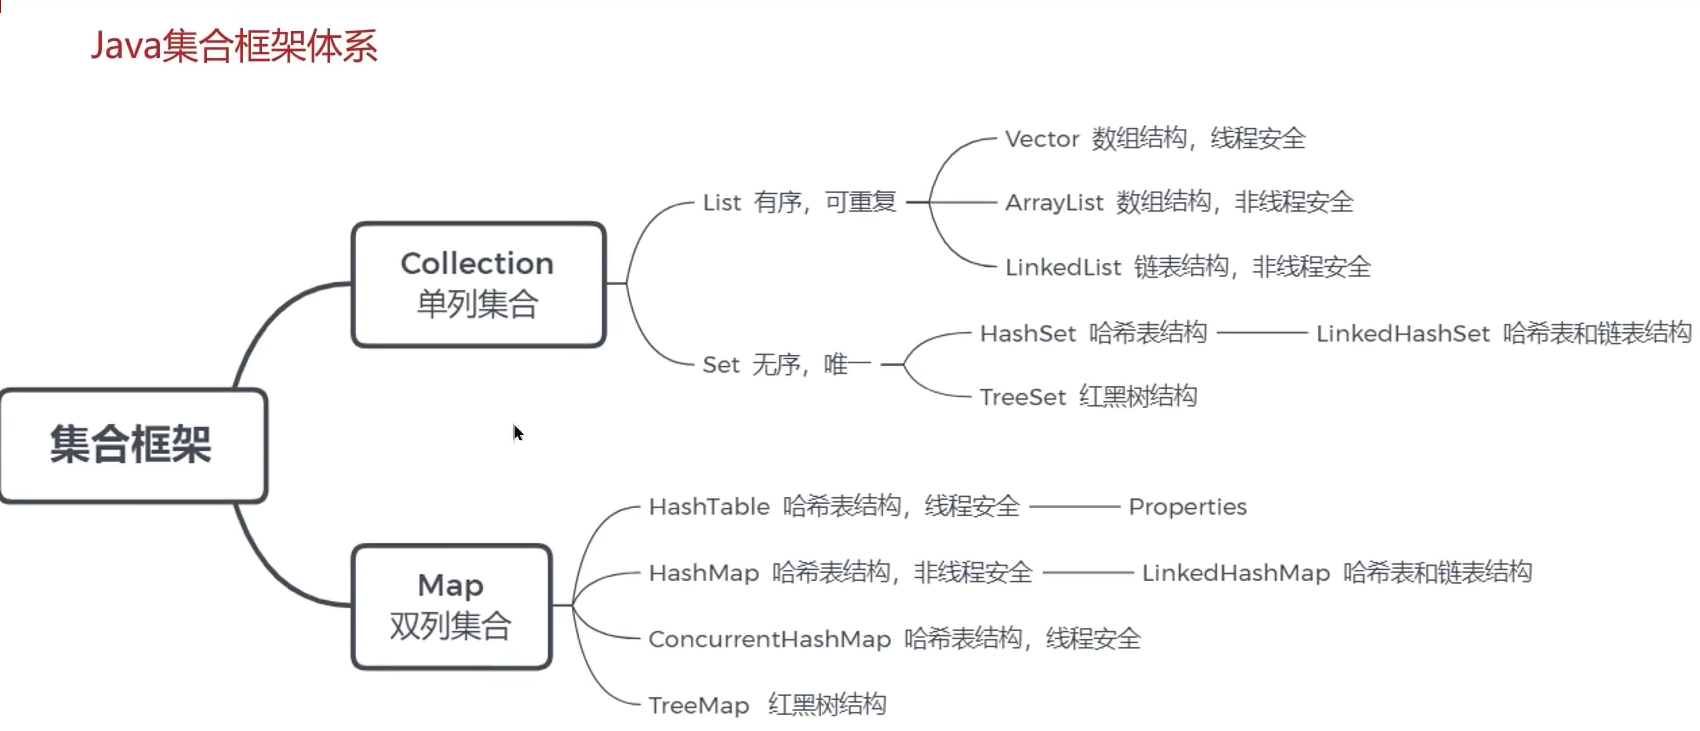 Java集合框架体系
集合框架
Collection
单列集合
List 有序，可重复
Vector 数组结构，线程安全
ArrayList 数组结构，非线程安全
LinkedList 链表结构，非线程安全
Set 无序，唯一
HashSet 哈希表结构
LinkedHashSet 哈希表和链表结构
TreeSet 红黑树结构
Map
双列集合
HashTable 哈希表结构，线程安全
Properties
HashMap 哈希表结构，非线程安全
LinkedHashMap 哈希表和链表结构
ConcurrentHashMap 哈希表结构，线程安全
TreeMap 红黑树结构